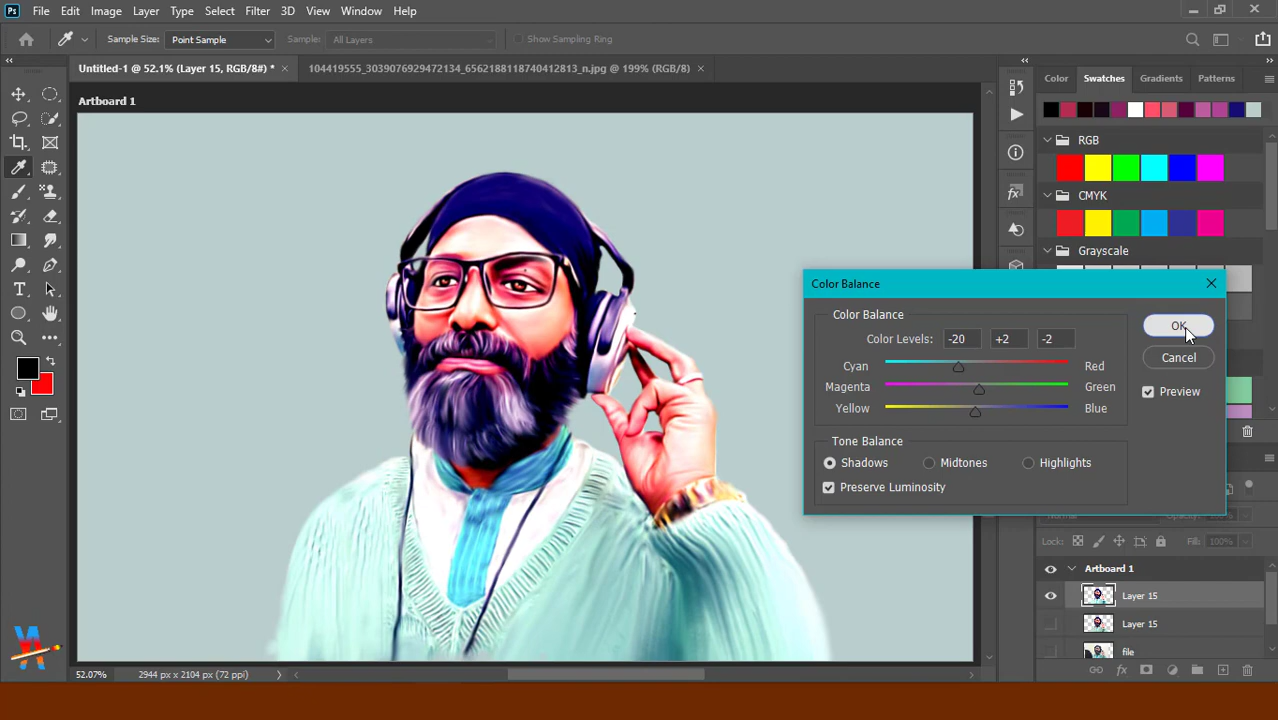 Ps File Edit Image Layer Type Select Filter 3D View Window Help
Sample Size: Point Sample Sample: All Layers Show Sampling Ring
Untitled-1 @ 52.1% (Layer 15, RGB/8#) * 104419555_3039076929472134_6562188118740412813_n.jpg @ 199% (RGB/8)
Color Swatches Gradients Patterns
Artboard 1
RGB
CMYK
Grayscale
Color Balance
Color Balance
Color Levels: -20 +2 -2
Cyan Red
Magenta Green
Yellow Blue
Tone Balance
Shadows Midtones Highlights
Preserve Luminosity
OK
Cancel
Preview
Lock: Fill: 100%
Artboard 1
Layer 15
Layer 15
file
52.07% 2944 px x 2104 px (72 ppi)